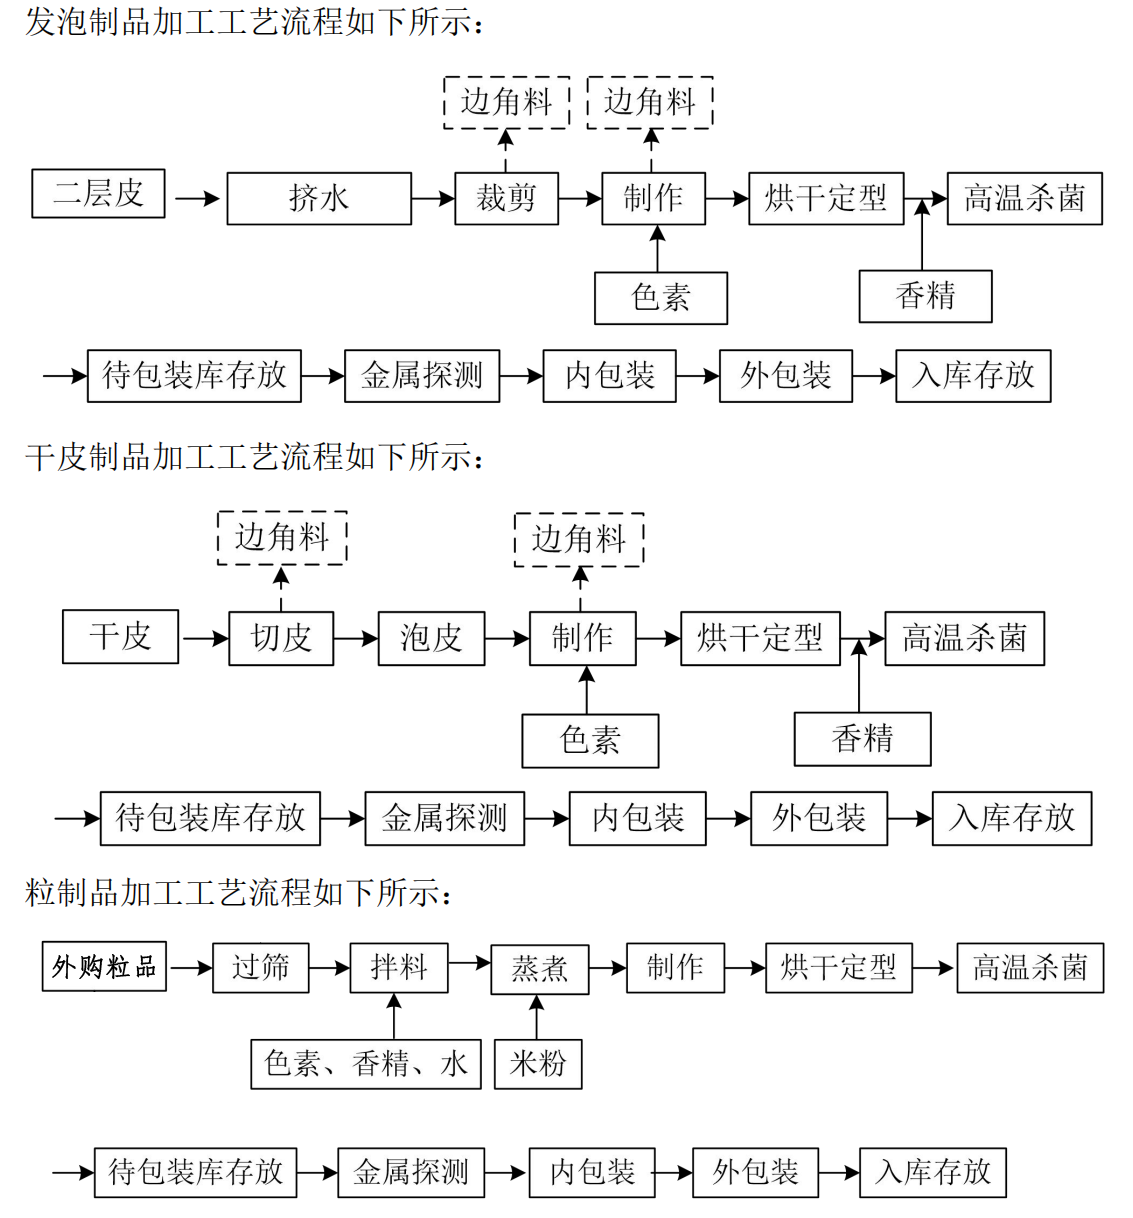 发泡制品加工工艺流程如下所示：
边角料 边角料
二层皮 挤水 裁剪 制作 烘干定型 高温杀菌
色素 香精
待包装库存放 金属探测 内包装 外包装 入库存放
干皮制品加工工艺流程如下所示：
边角料 边角料
干皮 切皮 泡皮 制作 烘干定型 高温杀菌
色素 香精
待包装库存放 金属探测 内包装 外包装 入库存放
粒制品加工工艺流程如下所示：
外购粒品 过筛 拌料 蒸煮 制作 烘干定型 高温杀菌
色素、香精、水 米粉
待包装库存放 金属探测 内包装 外包装 入库存放